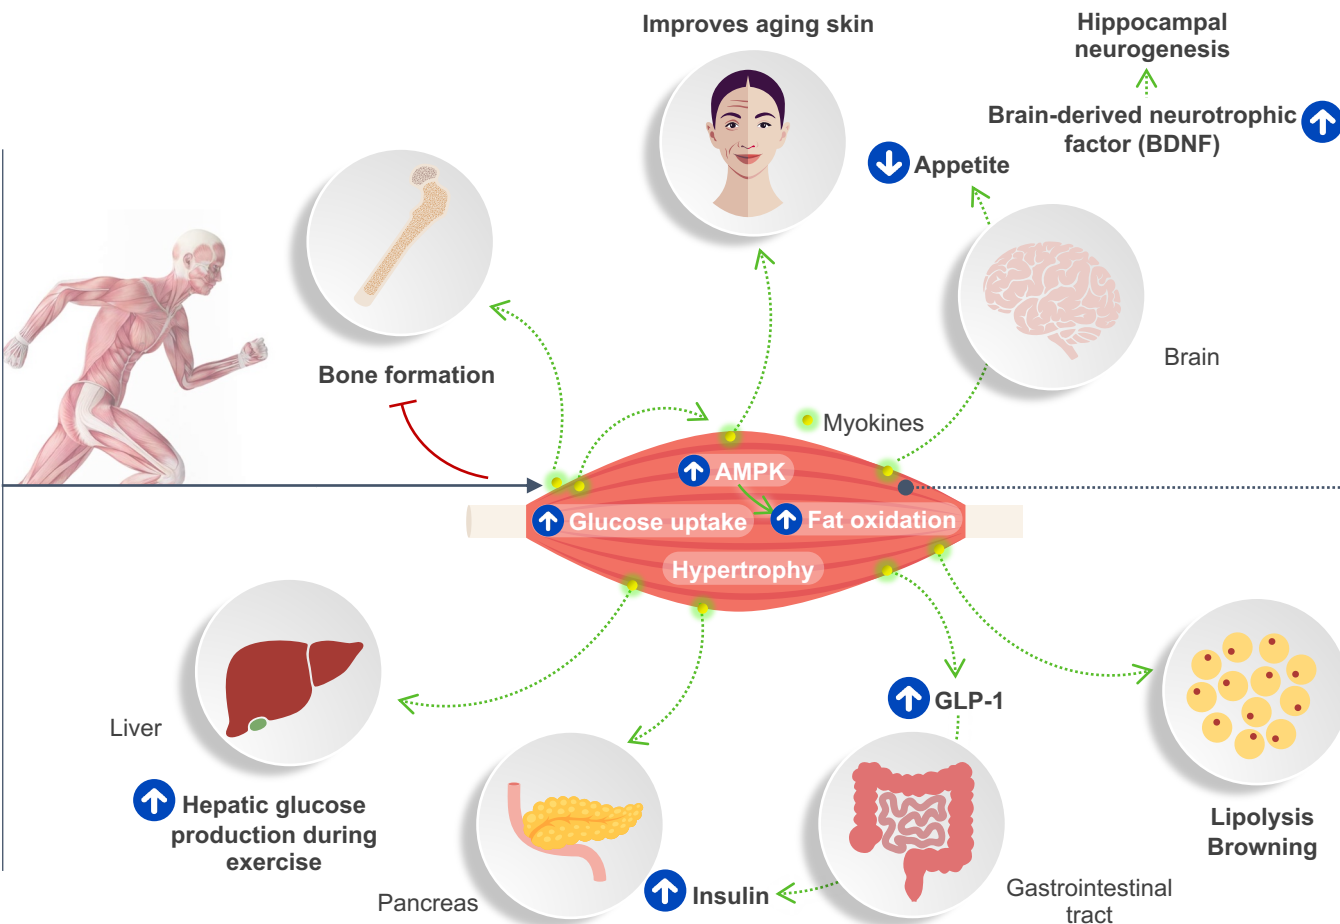 Improves aging skin
Hippocampal
neurogenesis
Brain-derived neurotrophic
factor (BDNF)
Appetite
Brain
Bone formation
Myokines
AMPK
Glucose uptake
Fat oxidation
Hypertrophy
Liver
Hepatic glucose
production during
exercise
Pancreas
Insulin
GLP-1
Gastrointestinal
tract
Lipolysis
Browning